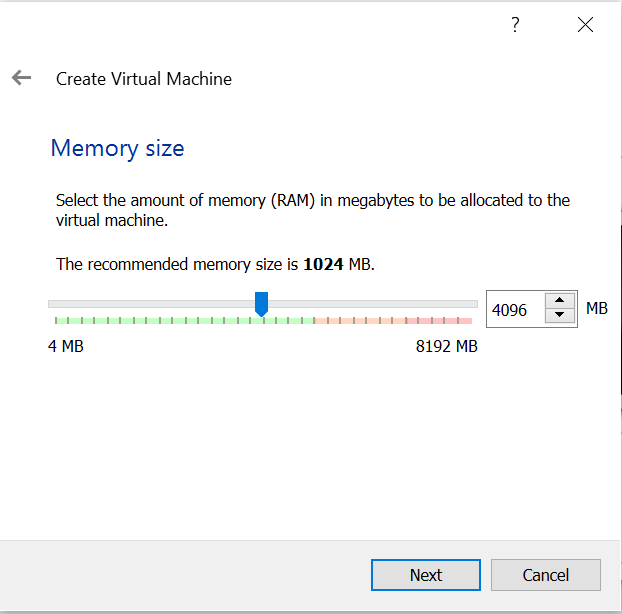 ?
Create Virtual Machine
Memory size
Select the amount of memory (RAM) in megabytes to be allocated to the
virtual machine.
The recommended memory size is 1024 MB.
4096 MB
4 MB 8192 MB
Next Cancel